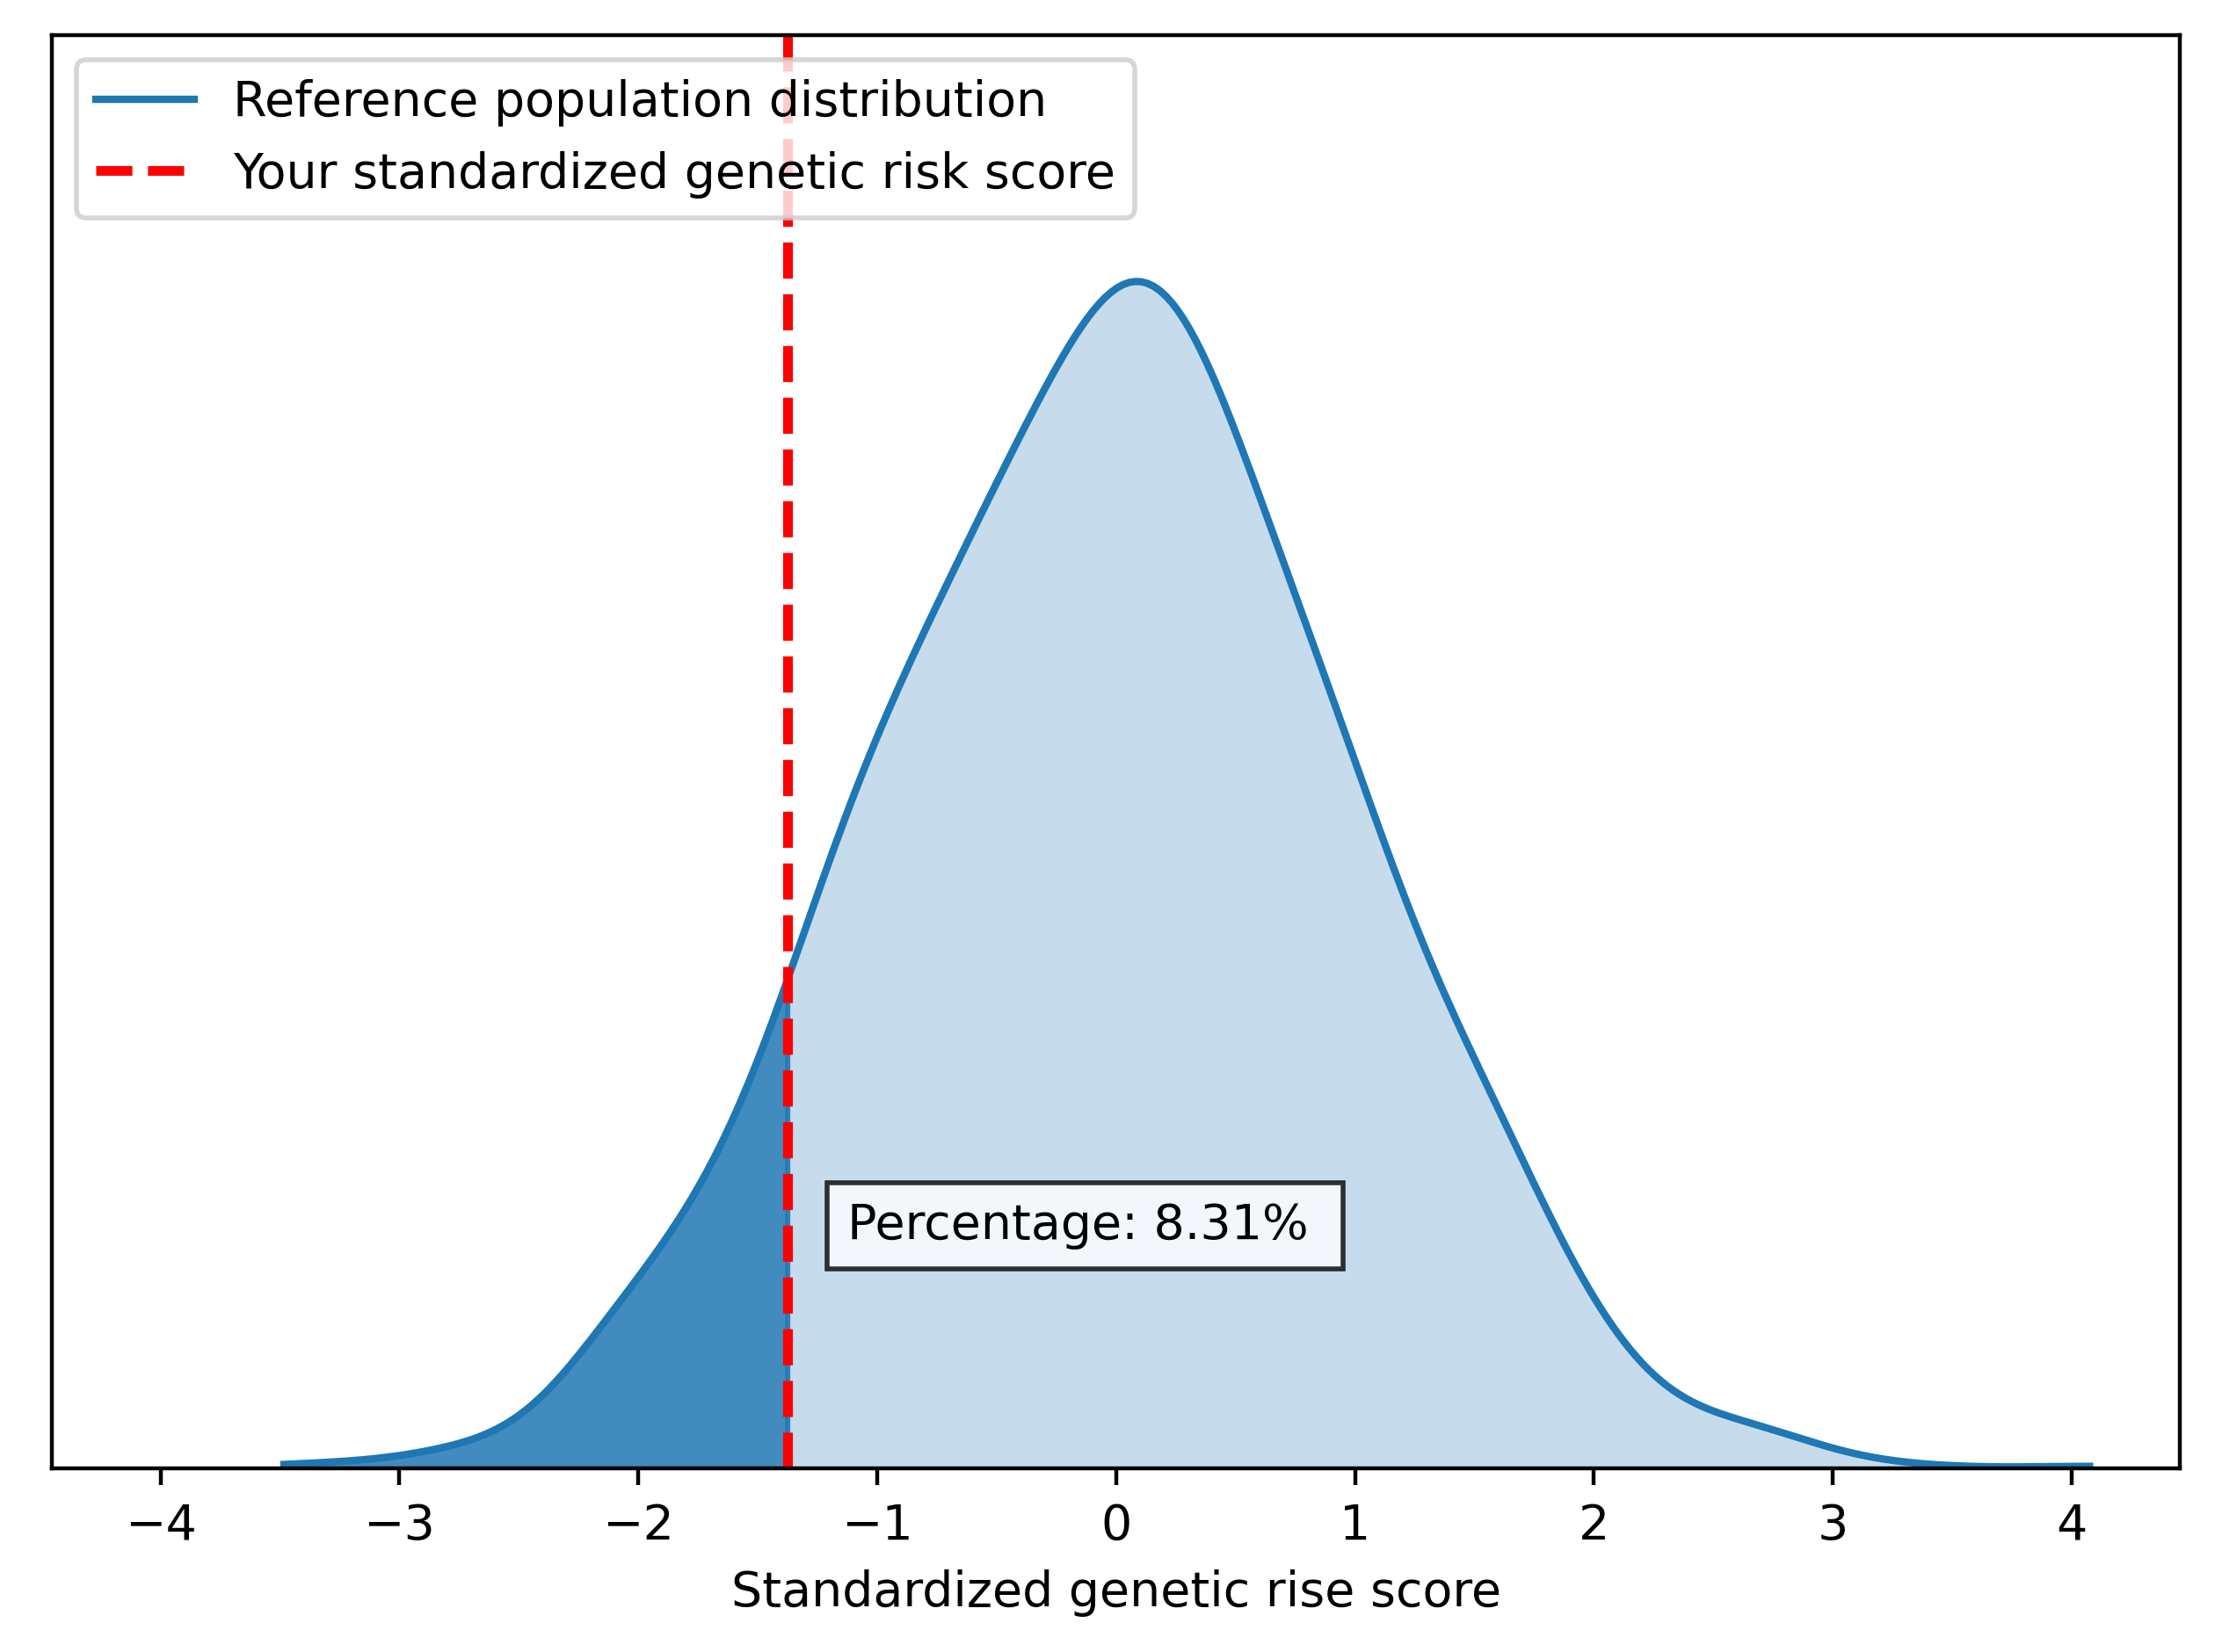 Reference population distribution
Your standardized genetic risk score
Percentage: 8.31%
−4 −3 −2 −1 0 1 2 3 4
Standardized genetic rise score